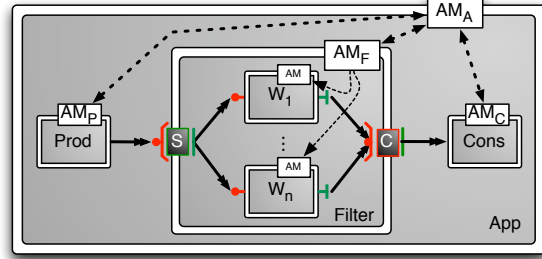 AM_A
AM_F
AM
AM_P
W_1
AM_C
Prod
S
⋮
C
Cons
AM
W_n
Filter
App